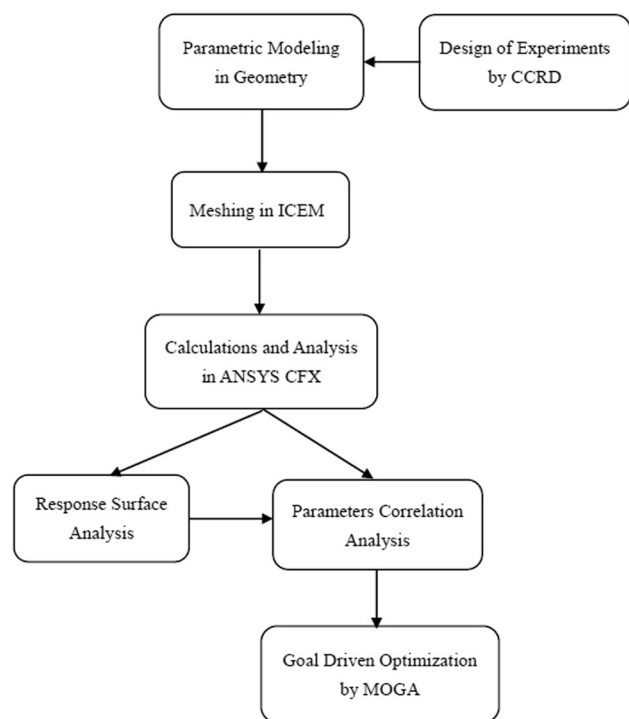 Parametric Modeling
in Geometry
Design of Experiments
by CCRD
Meshing in ICEM
Calculations and Analysis
in ANSYS CFX
Response Surface
Analysis
Parameters Correlation
Analysis
Goal Driven Optimization
by MOGA